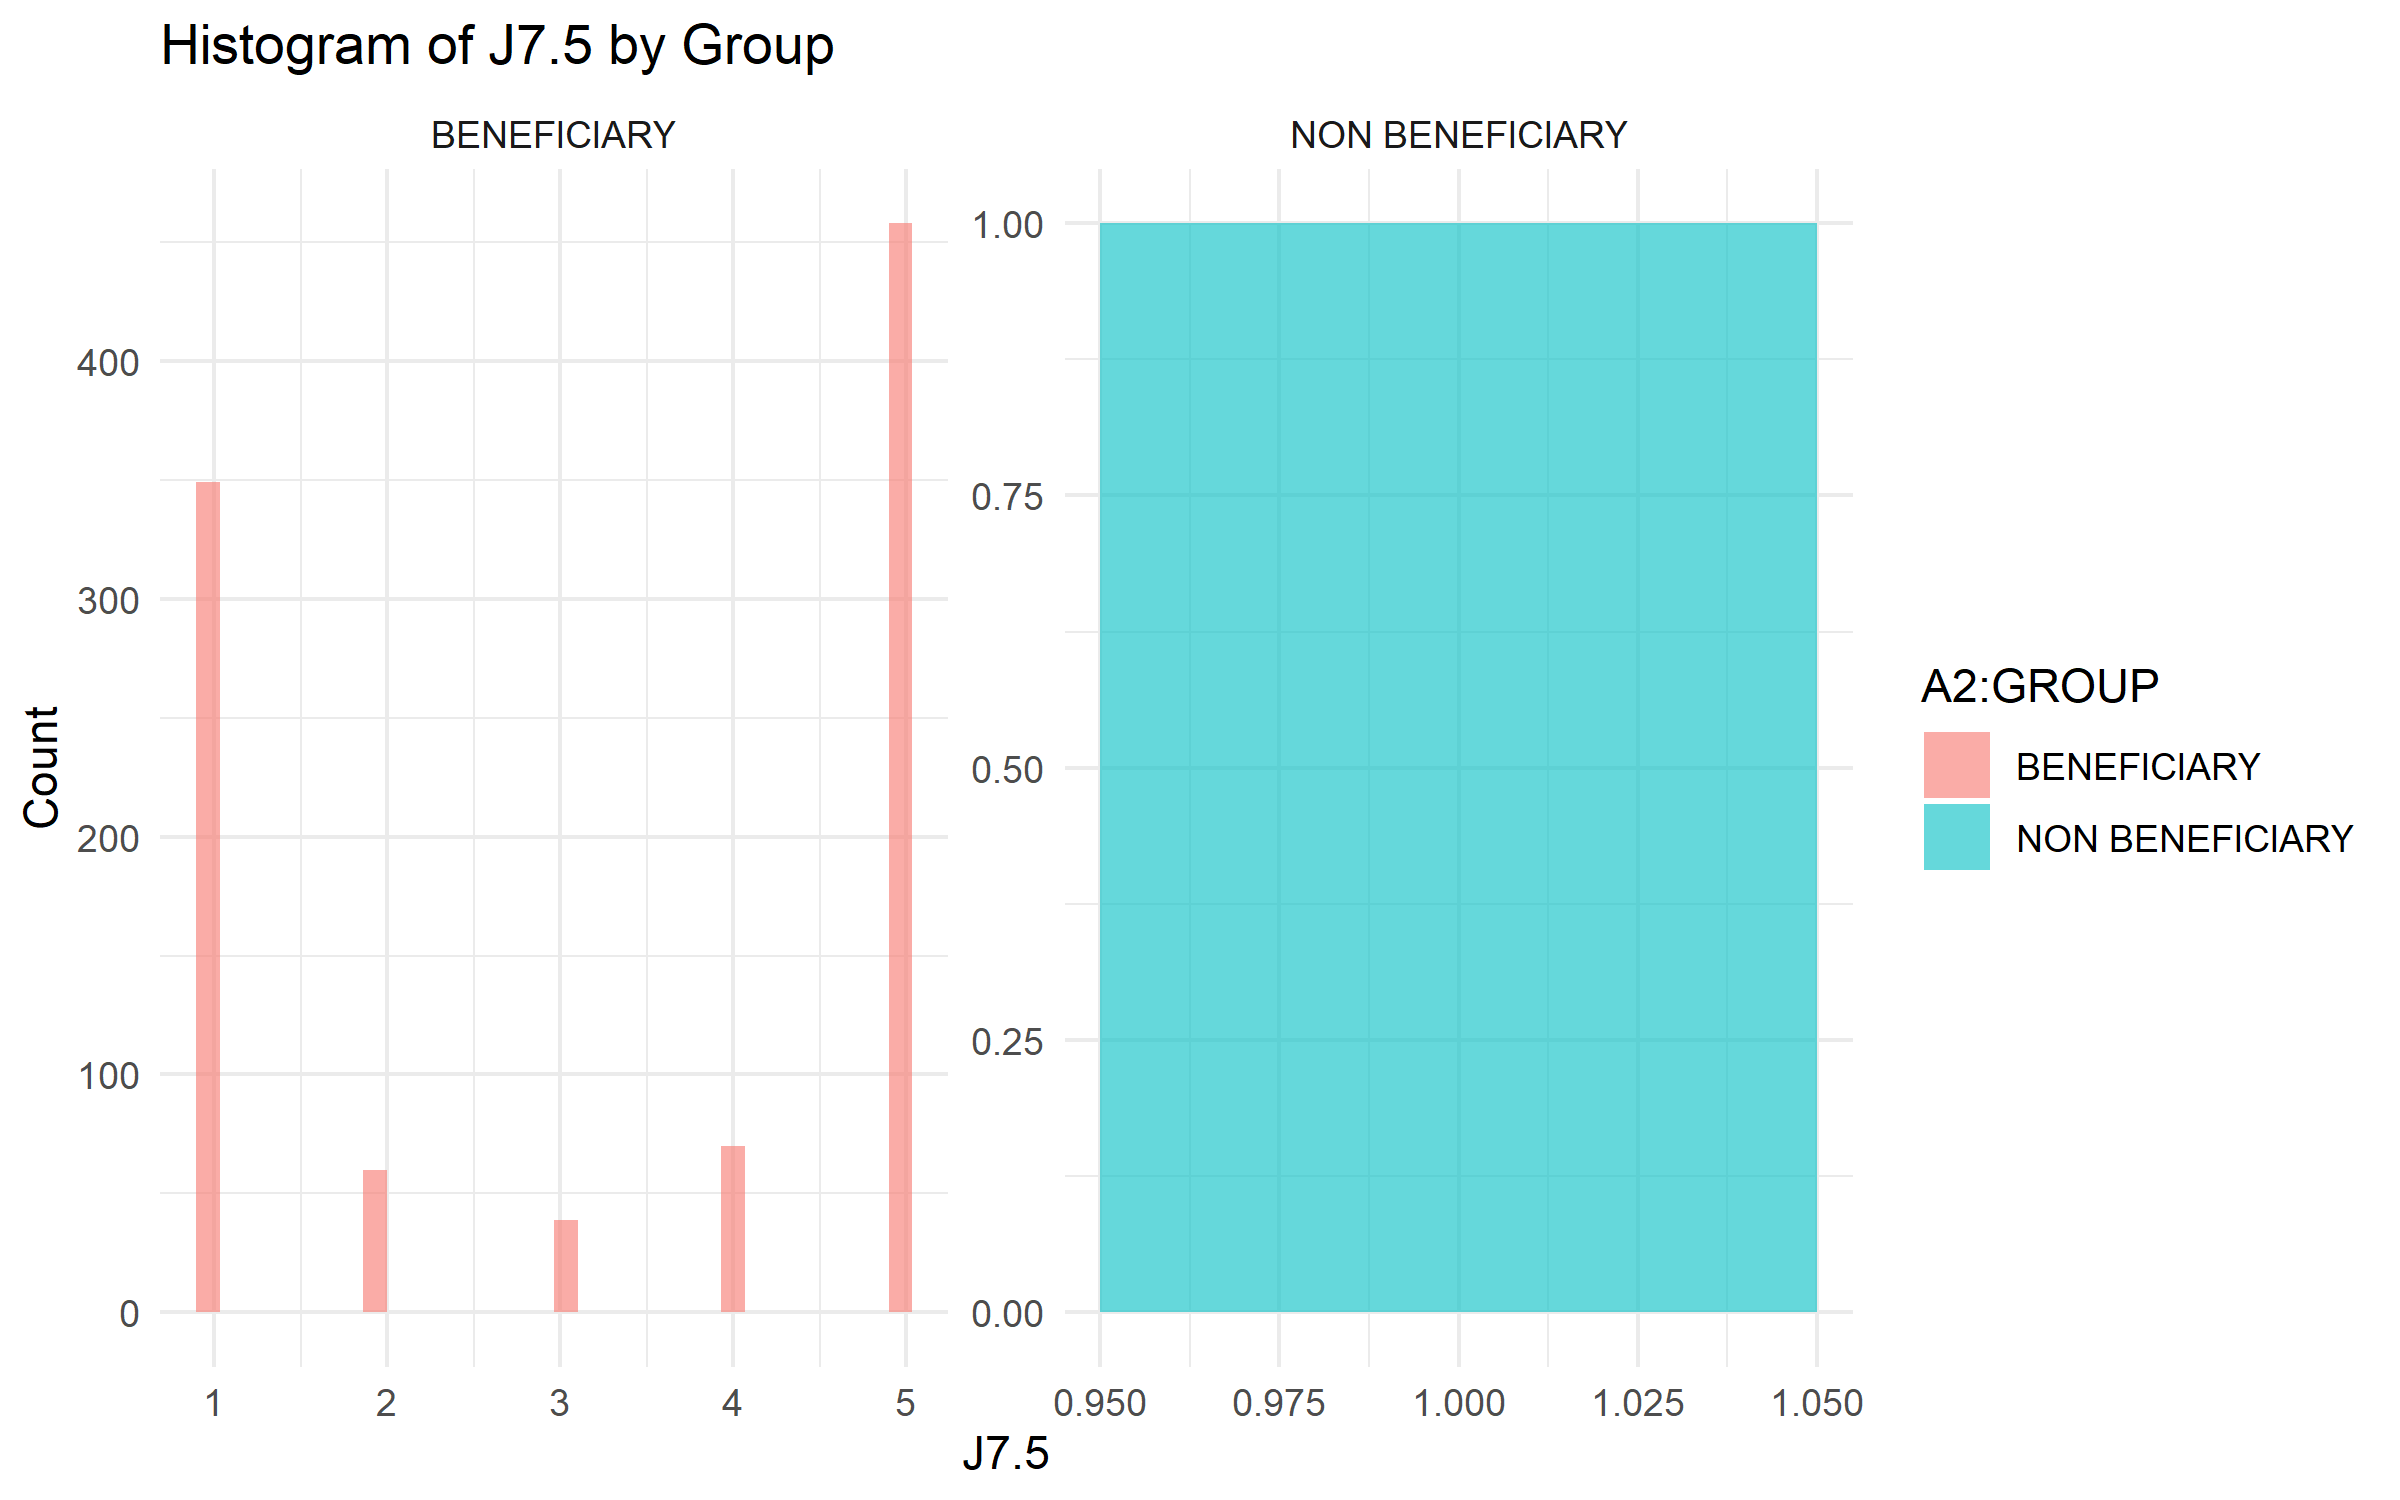 Histogram of J7.5 by Group
BENEFICIARY
NON BENEFICIARY
Count
400
300
200
100
0
1 2 3 4 5
1.00
0.75
0.50
0.25
0.00
0.950 0.975 1.000 1.025 1.050
J7.5
A2:GROUP
BENEFICIARY
NON BENEFICIARY